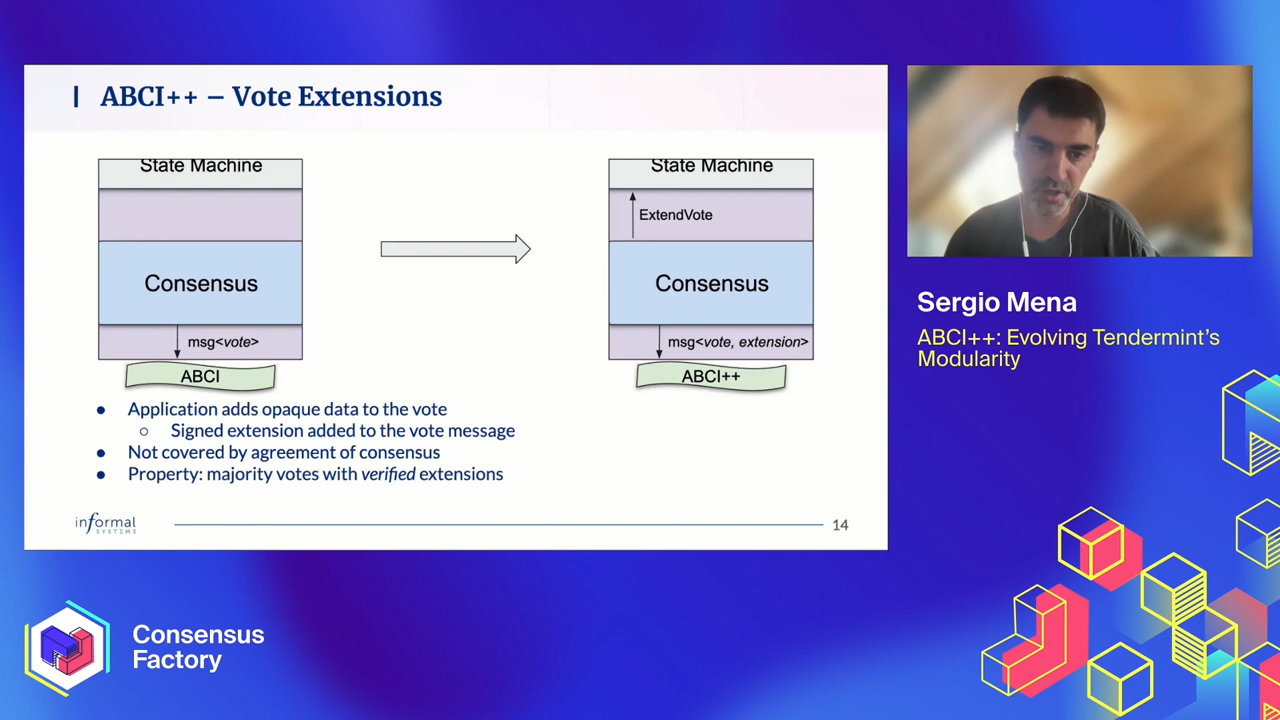 ABCI++ – Vote Extensions
State Machine
Consensus
msg<vote>
ABCI
State Machine
ExtendVote
Consensus
msg<vote, extension>
ABCI++
Application adds opaque data to the vote
Signed extension added to the vote message
Not covered by agreement of consensus
Property: majority votes with verified extensions
informal
SYSTEMS
14
Sergio Mena
ABCI++: Evolving Tendermint's
Modularity
Consensus
Factory